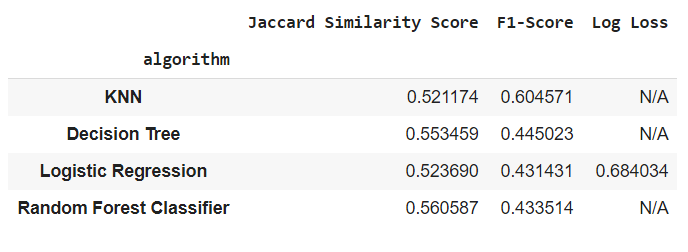 Jaccard Similarity Score F1-Score Log Loss
algorithm
KNN 0.521174 0.604571 N/A
Decision Tree 0.553459 0.445023 N/A
Logistic Regression 0.523690 0.431431 0.684034
Random Forest Classifier 0.560587 0.433514 N/A